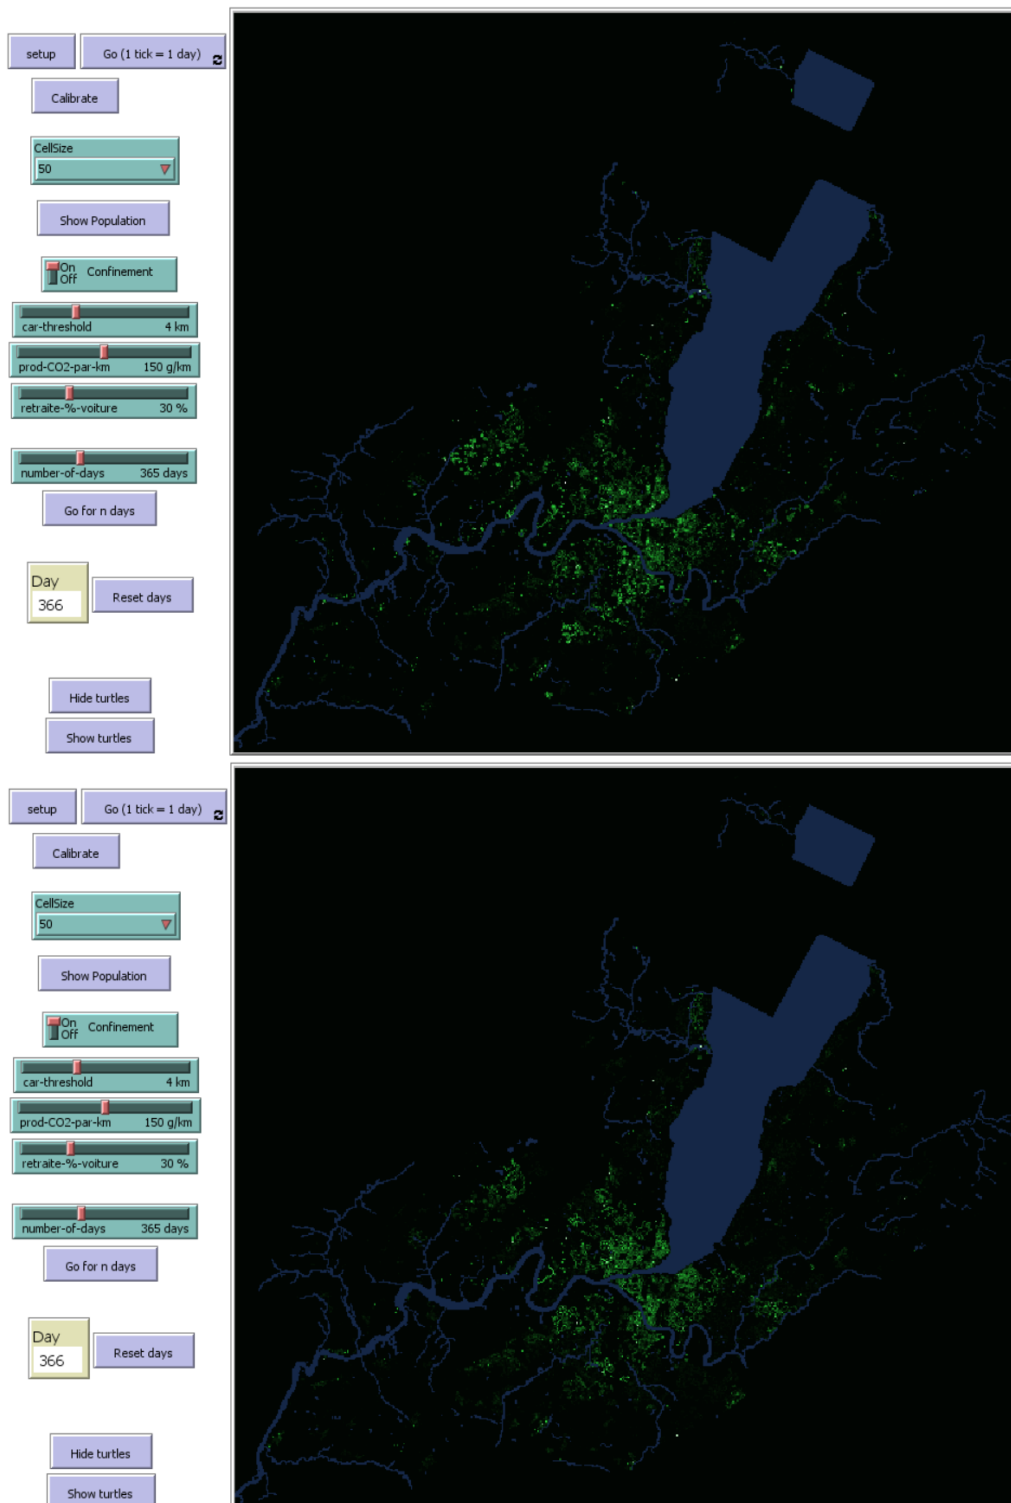 setup
Go (1 tick = 1 day)
Calibrate
CellSize
50
Show Population
On
Off
Confinement
car-threshold 4 km
prod-CO2-par-km 150 g/km
retraite-%-voiture 30 %
number-of-days 365 days
Go for n days
Day
366
Reset days
Hide turtles
Show turtles
setup
Go (1 tick = 1 day)
Calibrate
CellSize
50
Show Population
On
Off
Confinement
car-threshold 4 km
prod-CO2-par-km 150 g/km
retraite-%-voiture 30 %
number-of-days 365 days
Go for n days
Day
366
Reset days
Hide turtles
Show turtles